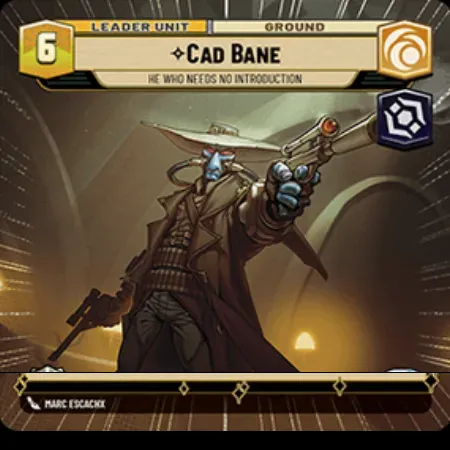 LEADER UNIT
GROUND
6
CAD BANE
HE WHO NEEDS NO INTRODUCTION
MARC ESCACHX